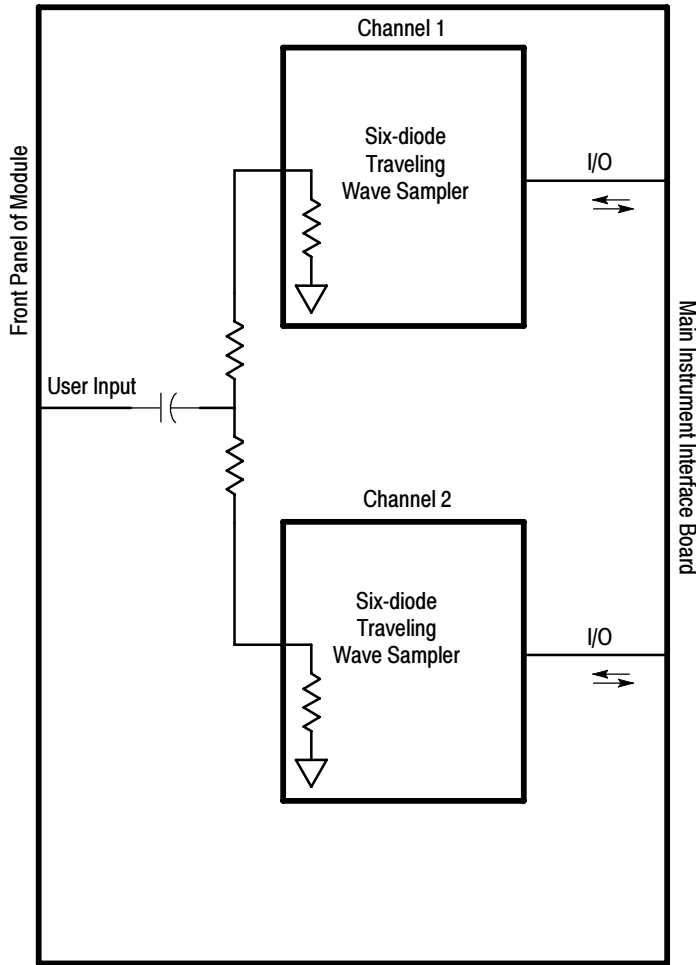 Channel 1
Six-diode
Traveling
Wave Sampler
I/O
Front Panel of Module
User Input
Main Instrument Interface Board
Channel 2
Six-diode
Traveling
Wave Sampler
I/O